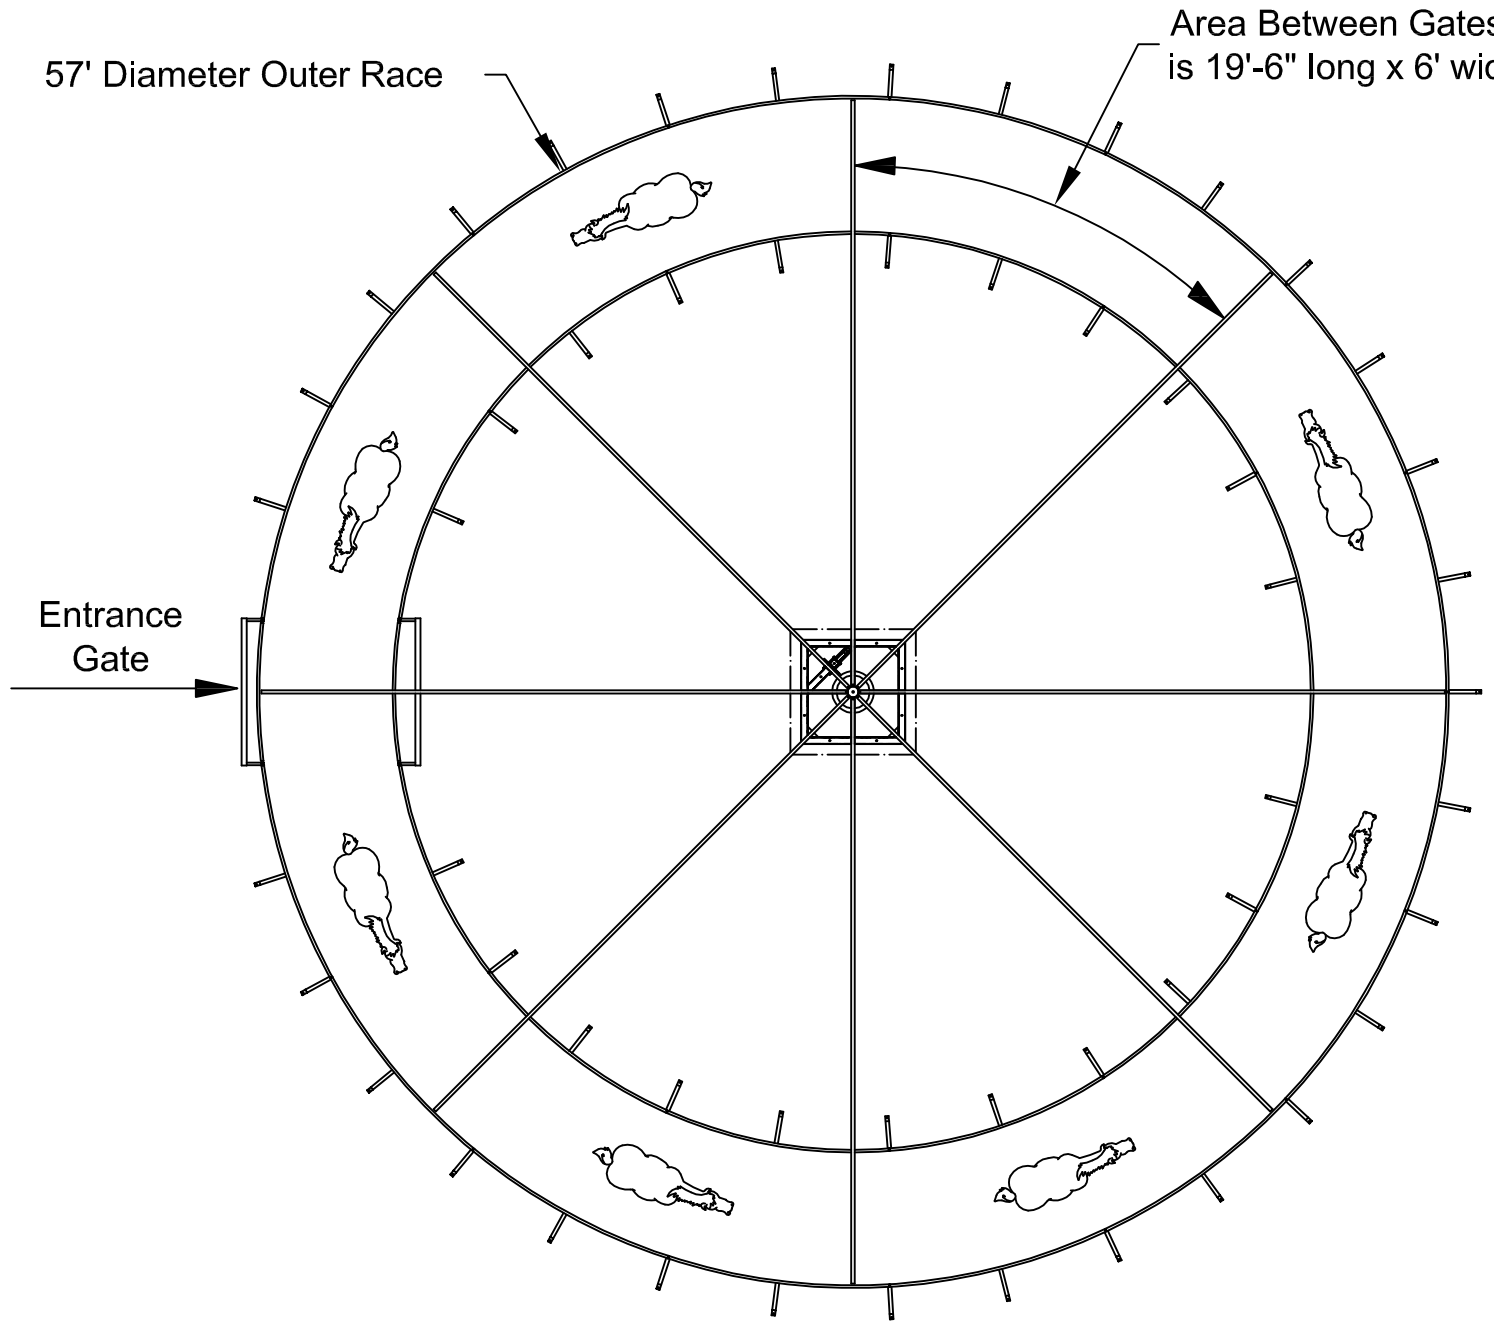 57' Diameter Outer Race
Area Between Gates
is 19'-6" long x 6'
Entrance
Gate